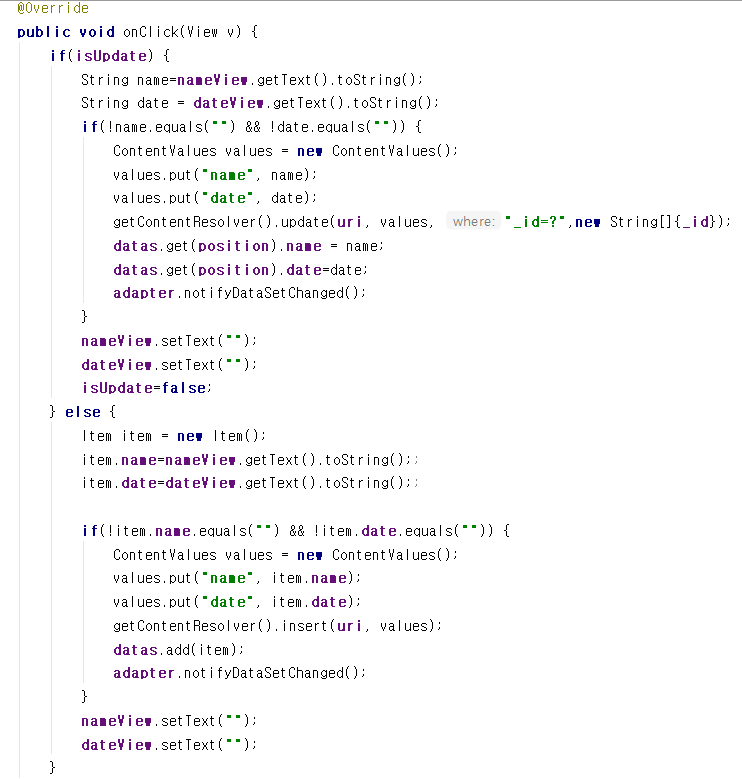 @Override
public void onClick(View v) {
    if(isUpdate) {
        String name=nameView.getText().toString();
        String date = dateView.getText().toString();
        if(!name.equals("") && !date.equals("")) {
            ContentValues values = new ContentValues();
            values.put("name", name);
            values.put("date", date);
            getContentResolver().update(uri, values, where: "_id=?",new String[]{_id});
            datas.get(position).name = name;
            datas.get(position).date=date;
            adapter.notifyDataSetChanged();
        }
        nameView.setText("");
        dateView.setText("");
        isUpdate=false;
    } else {
        Item item = new Item();
        item.name=nameView.getText().toString();;
        item.date=dateView.getText().toString();;
        if(!item.name.equals("") && !item.date.equals("")) {
            ContentValues values = new ContentValues();
            values.put("name", item.name);
            values.put("date", item.date);
            getContentResolver().insert(uri, values);
            datas.add(item);
            adapter.notifyDataSetChanged();
        }
        nameView.setText("");
        dateView.setText("");
    }